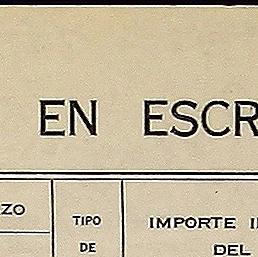 EN ESCR
ZO TIPO IMPORTE I
DE DEL